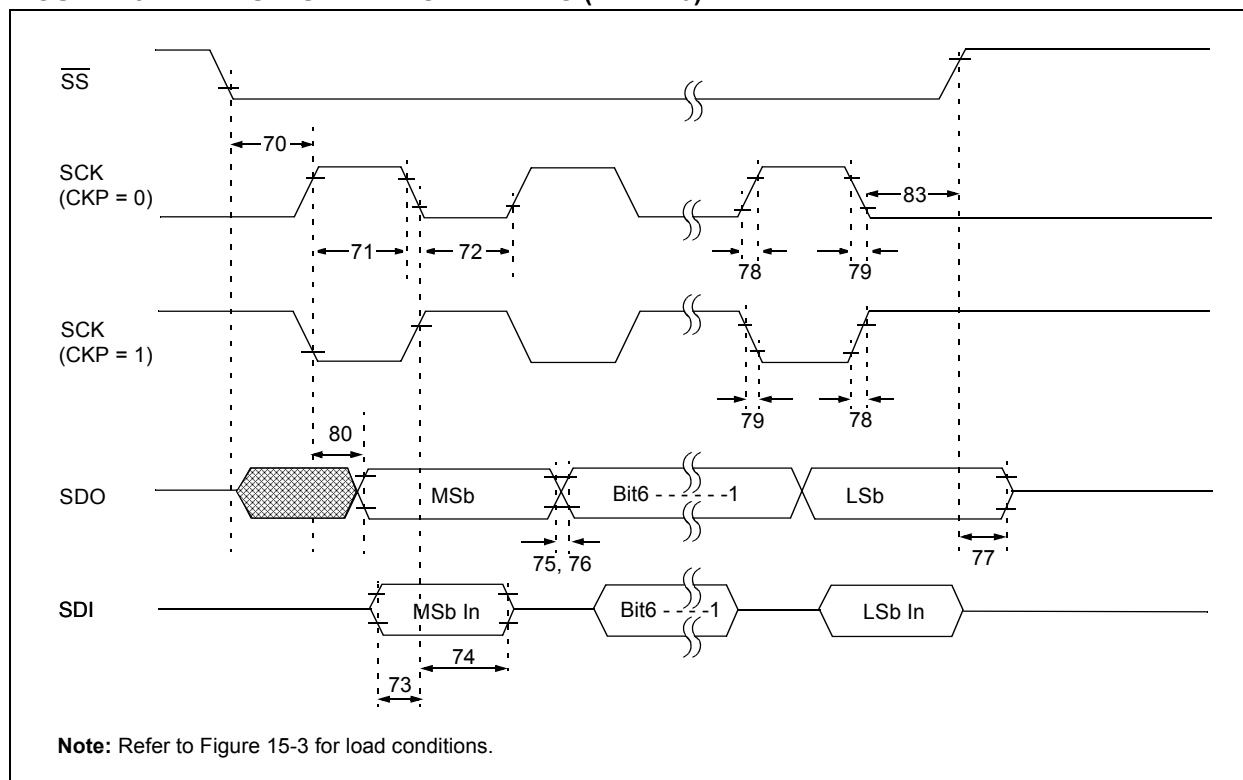 SS
70
SCK
(CKP = 0)
83
71
72
78
79
SCK
(CKP = 1)
79
78
80
SDO
MSb
Bit6 - - - - - -1
LSb
75, 76
77
SDI
MSb In
Bit6 - - - -1
LSb In
74
73
Note: Refer to Figure 15-3 for load conditions.